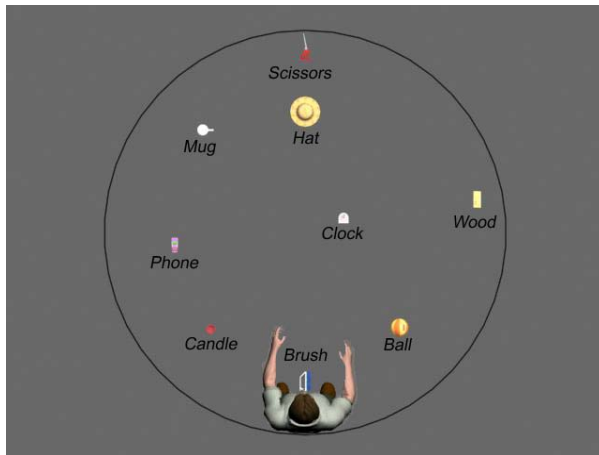 Scissors
Hat
Mug
Wood
Clock
Phone
Candle
Brush
Ball